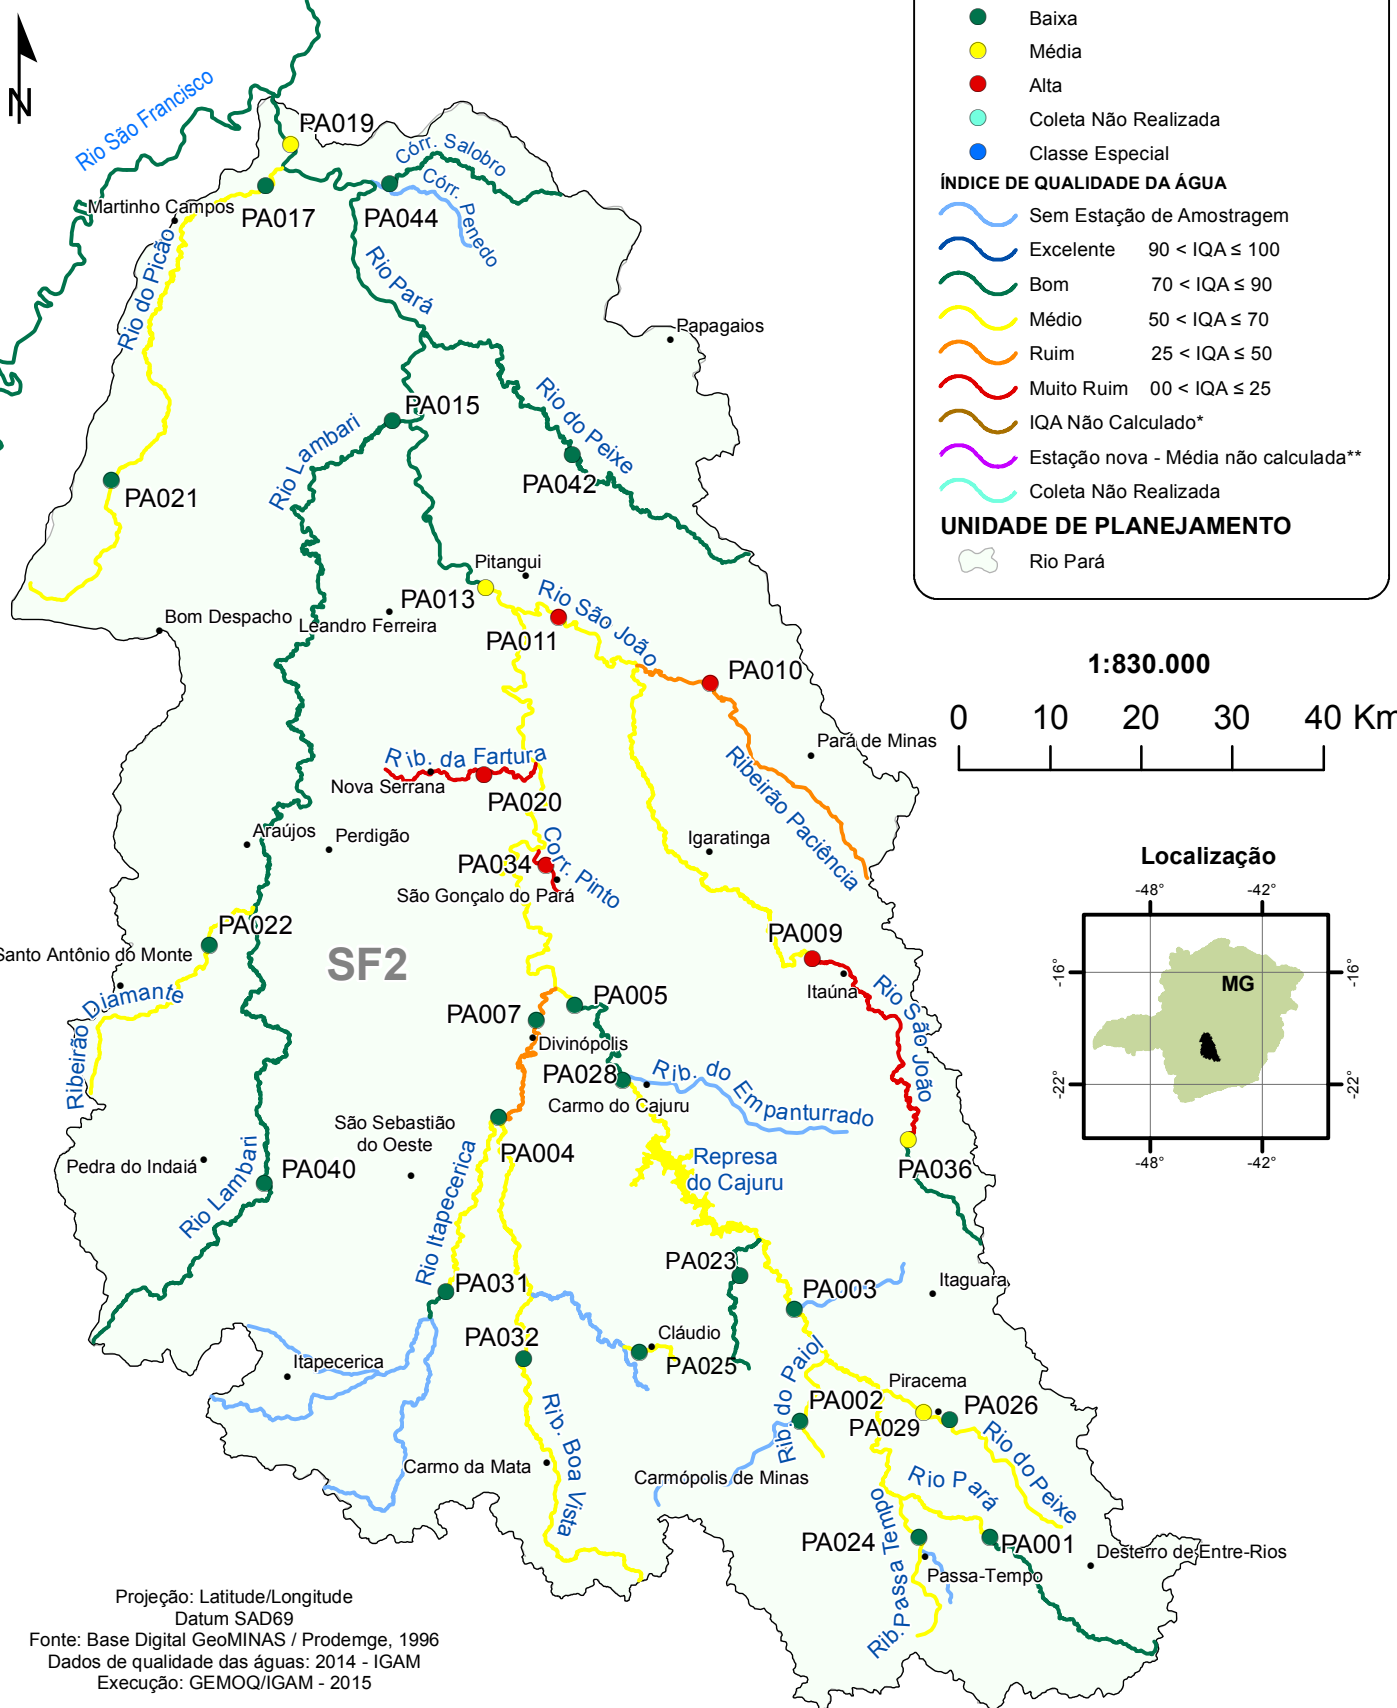 Baixa
Média
Alta
Coleta Não Realizada
Classe Especial
ÍNDICE DE QUALIDADE DA ÁGUA
Sem Estação de Amostragem
Excelente 90 < IQA ≤ 100
Bom 70 < IQA ≤ 90
Médio 50 < IQA ≤ 70
Ruim 25 < IQA ≤ 50
Muito Ruim 00 < IQA ≤ 25
IQA Não Calculado*
Estação nova - Média não calculada**
Coleta Não Realizada
UNIDADE DE PLANEJAMENTO
Rio Pará
1:830.000
0 10 20 30 40 Km
Localização
-48° -42°
-16° MG -16°
-22° -22°
-48° -42°
N
Rio São Francisco
PA019
Córr. Salobro
Córr. Penedo
Martinho Campos
PA017
PA044
Rio do Picão
Rio Pará
Papagaios
PA015
Rio Lambari
Rio do Peixe
PA042
PA021
Pitangui
PA013
Rio São João
Bom Despacho
Leandro Ferreira
PA011
PA010
Pará de Minas
Rib. da Fartura
Nova Serrana
PA020
Ribeirão Paciência
Araújos
Perdigão
Igaratinga
Corr. Pinto
PA034
São Gonçalo do Pará
PA022
PA009
Santo Antônio do Monte
SF2
Itaúna
Rio São João
Ribeirão Diamante
PA005
PA007
Divinópolis
PA028
Rib. do Empanturrado
Carmo do Cajuru
São Sebastião
do Oeste
PA004
Represa
do Cajuru
PA036
Pedra do Indaiá
PA040
Rio Lambari
Rio Itapecerica
PA023
PA031
PA003
Itaguara
PA032
Cláudio
PA025
Itapecerica
Rib. do Paiol
Piracema
PA002
PA026
PA029
Rio do Peixe
Rib. Boa Vista
Carmo da Mata
Carmópolis de Minas
Rio Pará
Rib. Passa Tempo
PA024
PA001
Desterro de Entre-Rios
Passa-Tempo
Projeção: Latitude/Longitude
Datum SAD69
Fonte: Base Digital GeoMINAS / Prodemge, 1996
Dados de qualidade das águas: 2014 - IGAM
Execução: GEMOQ/IGAM - 2015